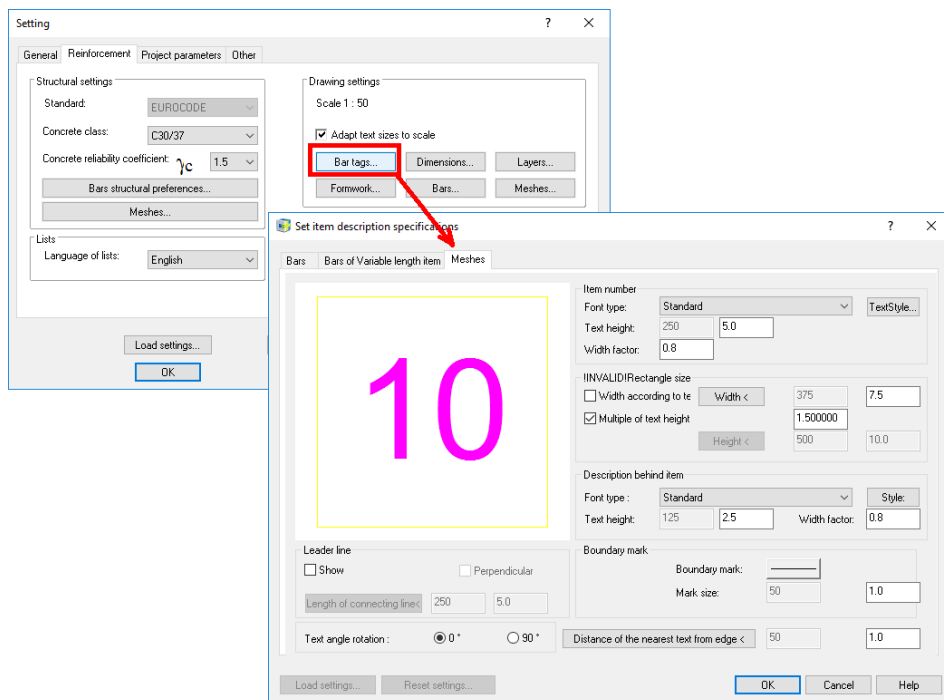 Setting ?
General Reinforcement Project parameters Other
Structural settings
Standard: EUROCODE
Concrete class: C30/37
Concrete reliability coefficient: γc 1.5
Bars structural preferences...
Meshes...
Lists
Language of lists: English
Load settings...
OK
Drawing settings
Scale 1 : 50
Adapt text sizes to scale
Bar tags... Dimensions... Layers...
Formwork... Bars... Meshes...
Set item description specifications ?
Bars Bars of Variable length item Meshes
10
Leader line
Show Perpendicular
Length of connecting line< 250 5.0
Text angle rotation : 0 ° 90 °
Item number
Font type: Standard TextStyle...
Text height: 250 5.0
Width factor: 0.8
!INVALID!Rectangle size
Width according to te Width < 375 7.5
Multiple of text height 1.500000
Height < 500 10.0
Description behind item
Font type : Standard Style:
Text height: 125 2.5 Width factor: 0.8
Boundary mark
Boundary mark:
Mark size: 50 1.0
Distance of the nearest text from edge < 50 1.0
Load settings... Reset settings... OK Cancel Help